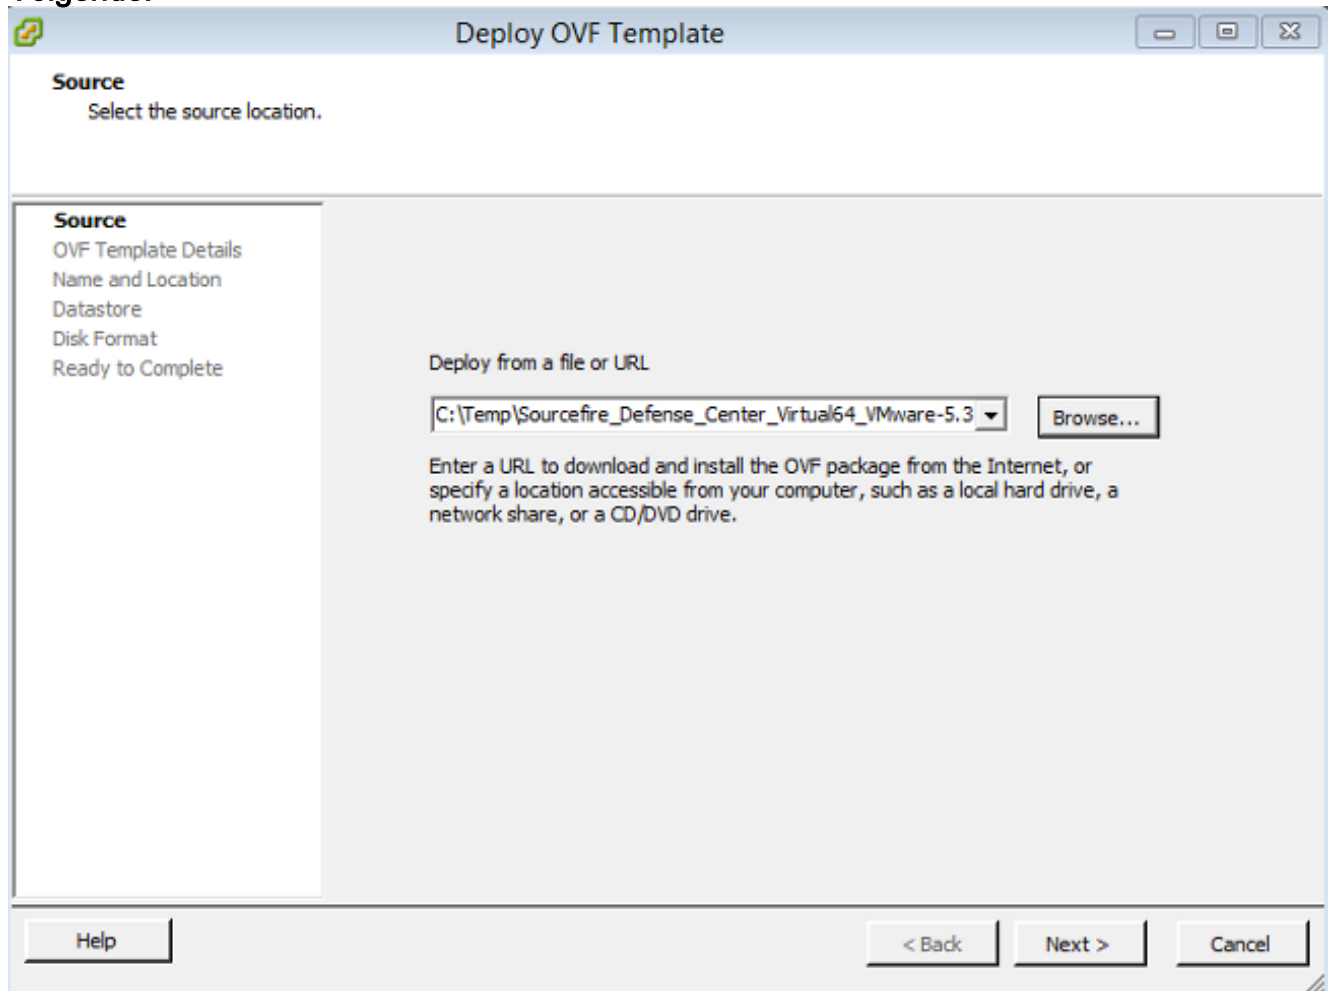 Deploy OVF Template
Source
Select the source location.
Source
OVF Template Details
Name and Location
Datastore
Disk Format
Ready to Complete
Deploy from a file or URL
C:\Temp\Sourcefire_Defense_Center_Virtual64_VMware-5.3
Browse...
Enter a URL to download and install the OVF package from the Internet, or
specify a location accessible from your computer, such as a local hard drive, a
network share, or a CD/DVD drive.
Help
< Back
Next >
Cancel